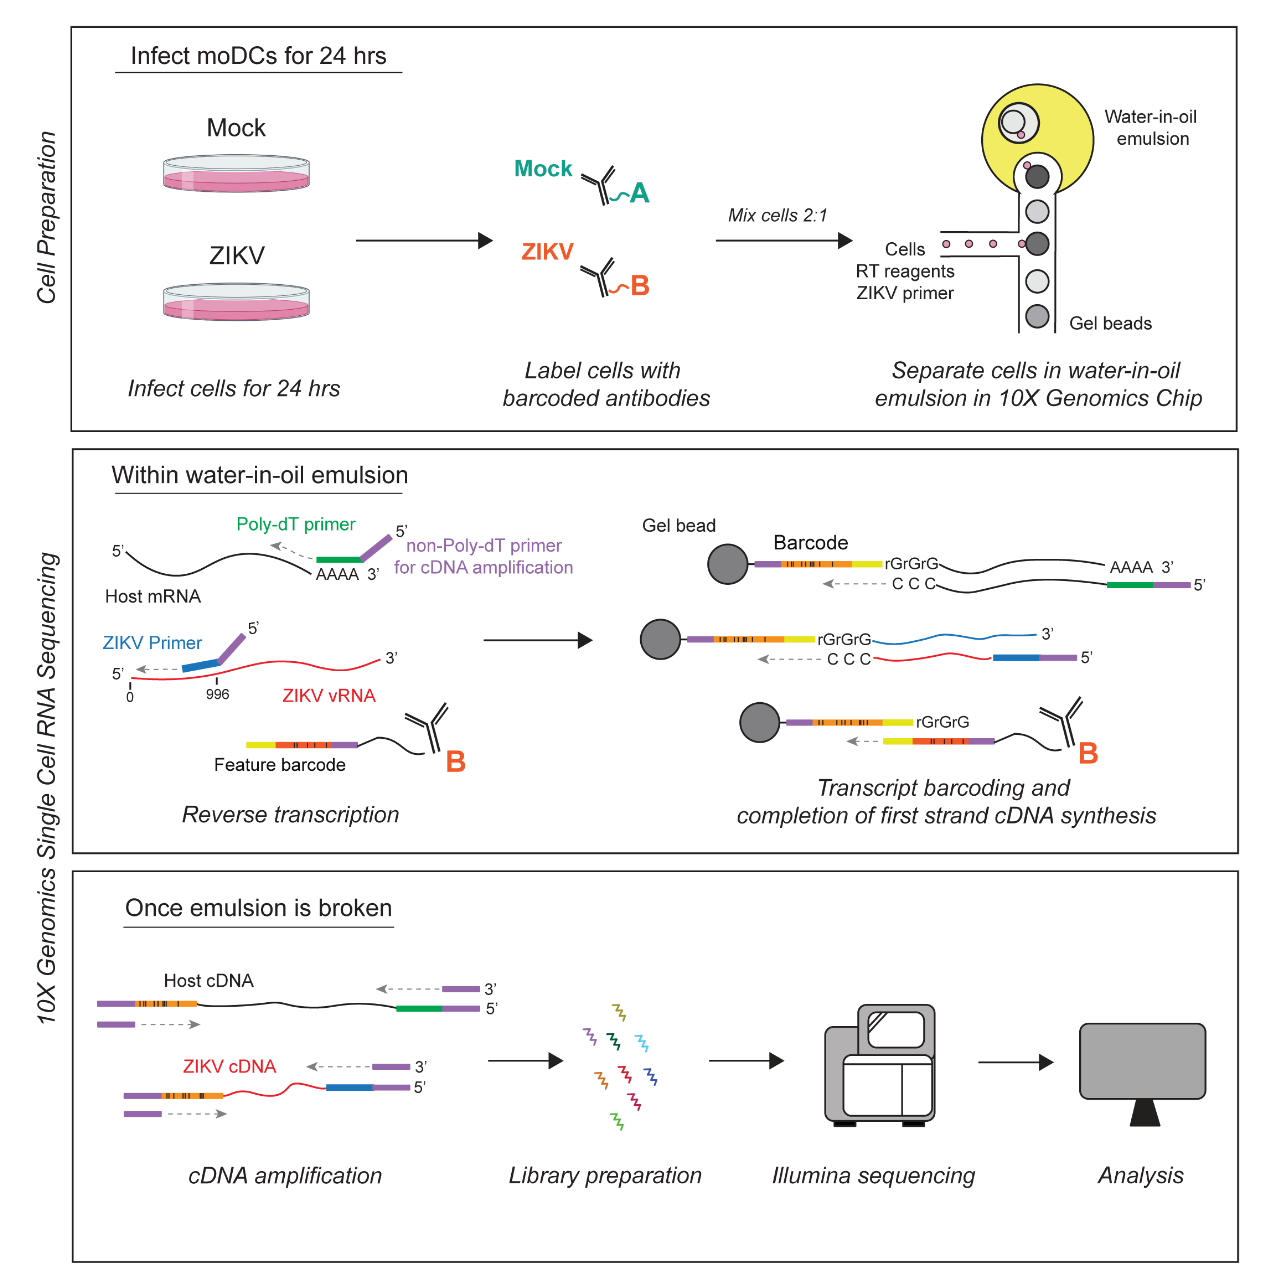 Cell Preparation
Infect moDCs for 24 hrs
Mock
ZIKV
Infect cells for 24 hrs
Mock
A
ZIKV
B
Label cells with
barcoded antibodies
Mix cells 2:1
Water-in-oil
emulsion
Cells
RT reagents
ZIKV primer
Gel beads
Separate cells in water-in-oil
emulsion in 10X Genomics Chip
10X Genomics Single Cell RNA Sequencing
Within water-in-oil emulsion
Poly-dT primer
5'
5'
non-Poly-dT primer
for cDNA amplification
AAAA 3'
Host mRNA
ZIKV Primer
5'
5'
3'
0
996
ZIKV vRNA
Feature barcode
B
Reverse transcription
Gel bead
Barcode
rGrGrG
AAAA 3'
C C C
5'
rGrGrG
3'
C C C
5'
rGrGrG
B
Transcript barcoding and
completion of first strand cDNA synthesis
Once emulsion is broken
Host cDNA
3'
5'
ZIKV cDNA
3'
5'
cDNA amplification
Library preparation
Illumina sequencing
Analysis